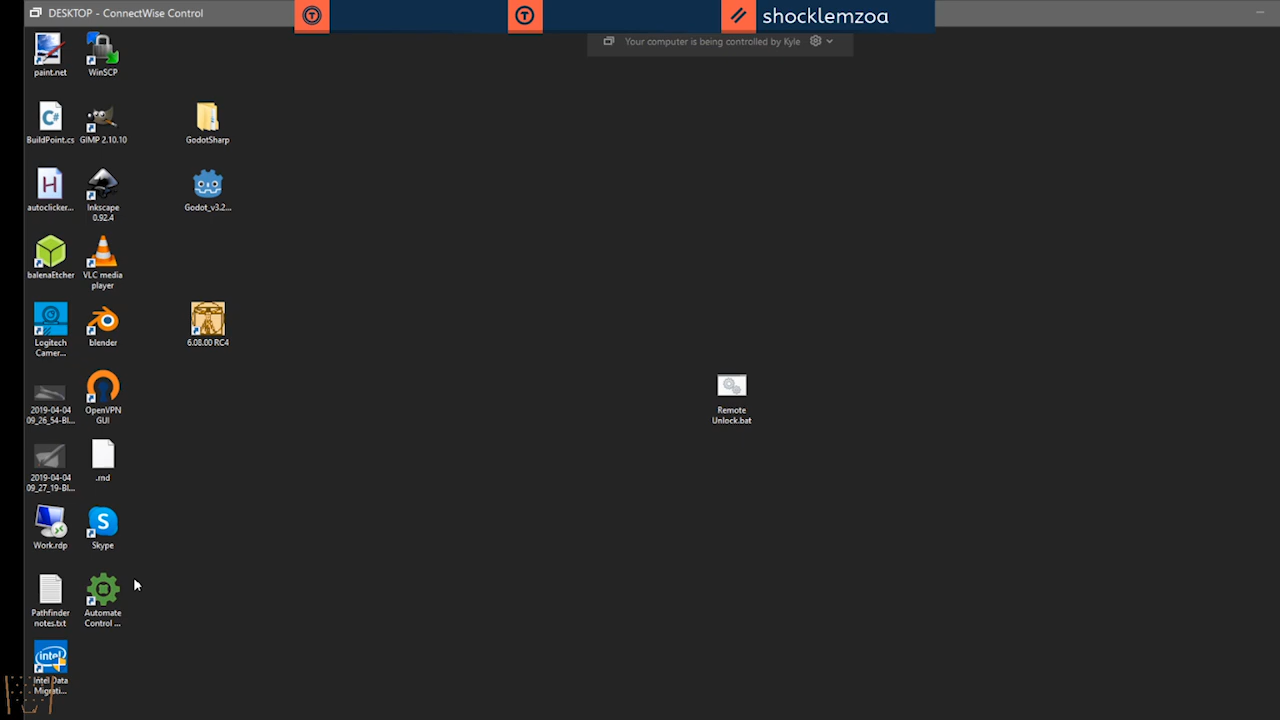 DESKTOP - ConnectWise Control
shocklemzoa
Your computer is being controlled by Kyle
paint.net
WinSCP
BuildPoint.cs
GIMP 2.10.10
GodotSharp
autoclicker...
Inkscape
0.92.4
Godot_v3.2...
balenaEtcher
VLC media
player
Logitech
Camer...
blender
6.08.00 RC4
2019-04-04
09_26_54-Bl...
OpenVPN
GUI
Remote
Unlock.bat
2019-04-04
09_27_19-Bl...
.rnd
Work.rdp
Skype
Pathfinder
notes.txt
Automate
Control ...
intel
Intel Data
Migrati...